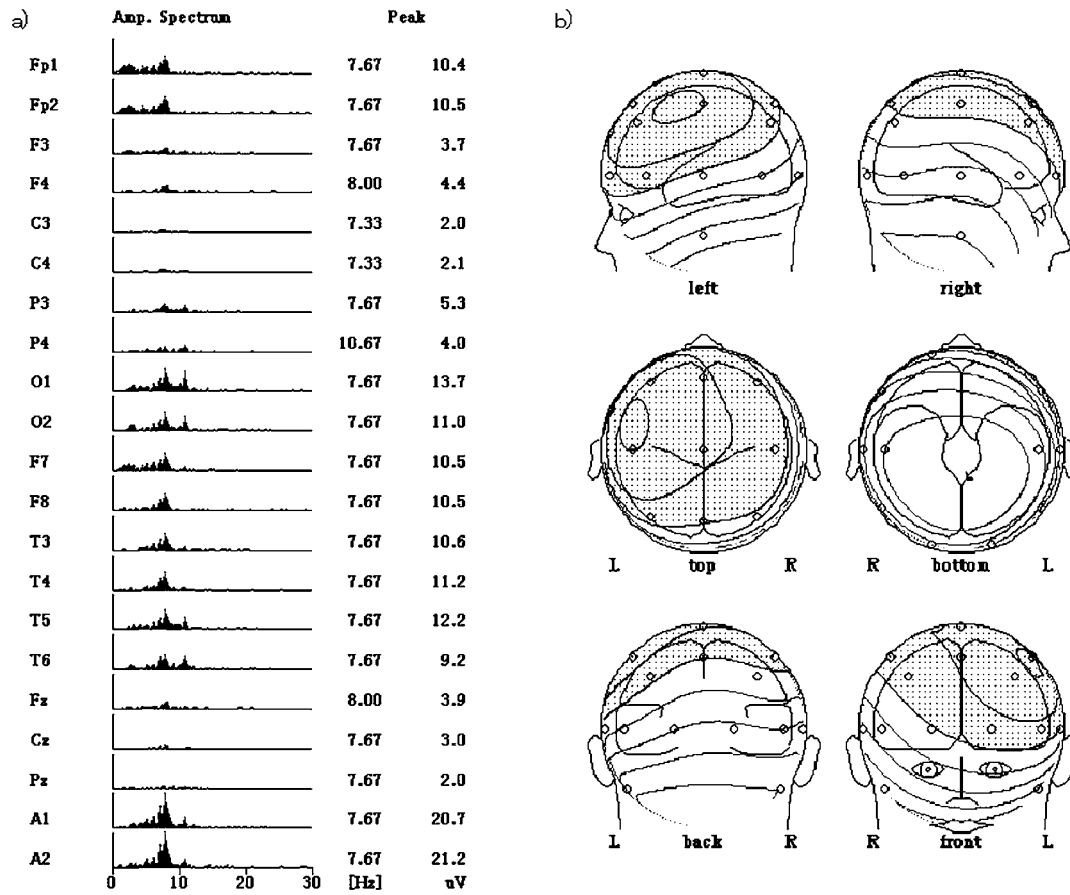 a)
Amp. Spectrum Peak
Fp1 7.67 10.4
Fp2 7.67 10.5
F3 7.67 3.7
F4 8.00 4.4
C3 7.33 2.0
C4 7.33 2.1
P3 7.67 5.3
P4 10.67 4.0
O1 7.67 13.7
O2 7.67 11.0
F7 7.67 10.5
F8 7.67 10.5
T3 7.67 10.6
T4 7.67 11.2
T5 7.67 12.2
T6 7.67 9.2
Fz 8.00 3.9
Cz 7.67 3.0
Pz 7.67 2.0
A1 7.67 20.7
A2 7.67 21.2
0 10 20 30 [Hz] uV
b)
left right
L top R R bottom L
L back R R front L